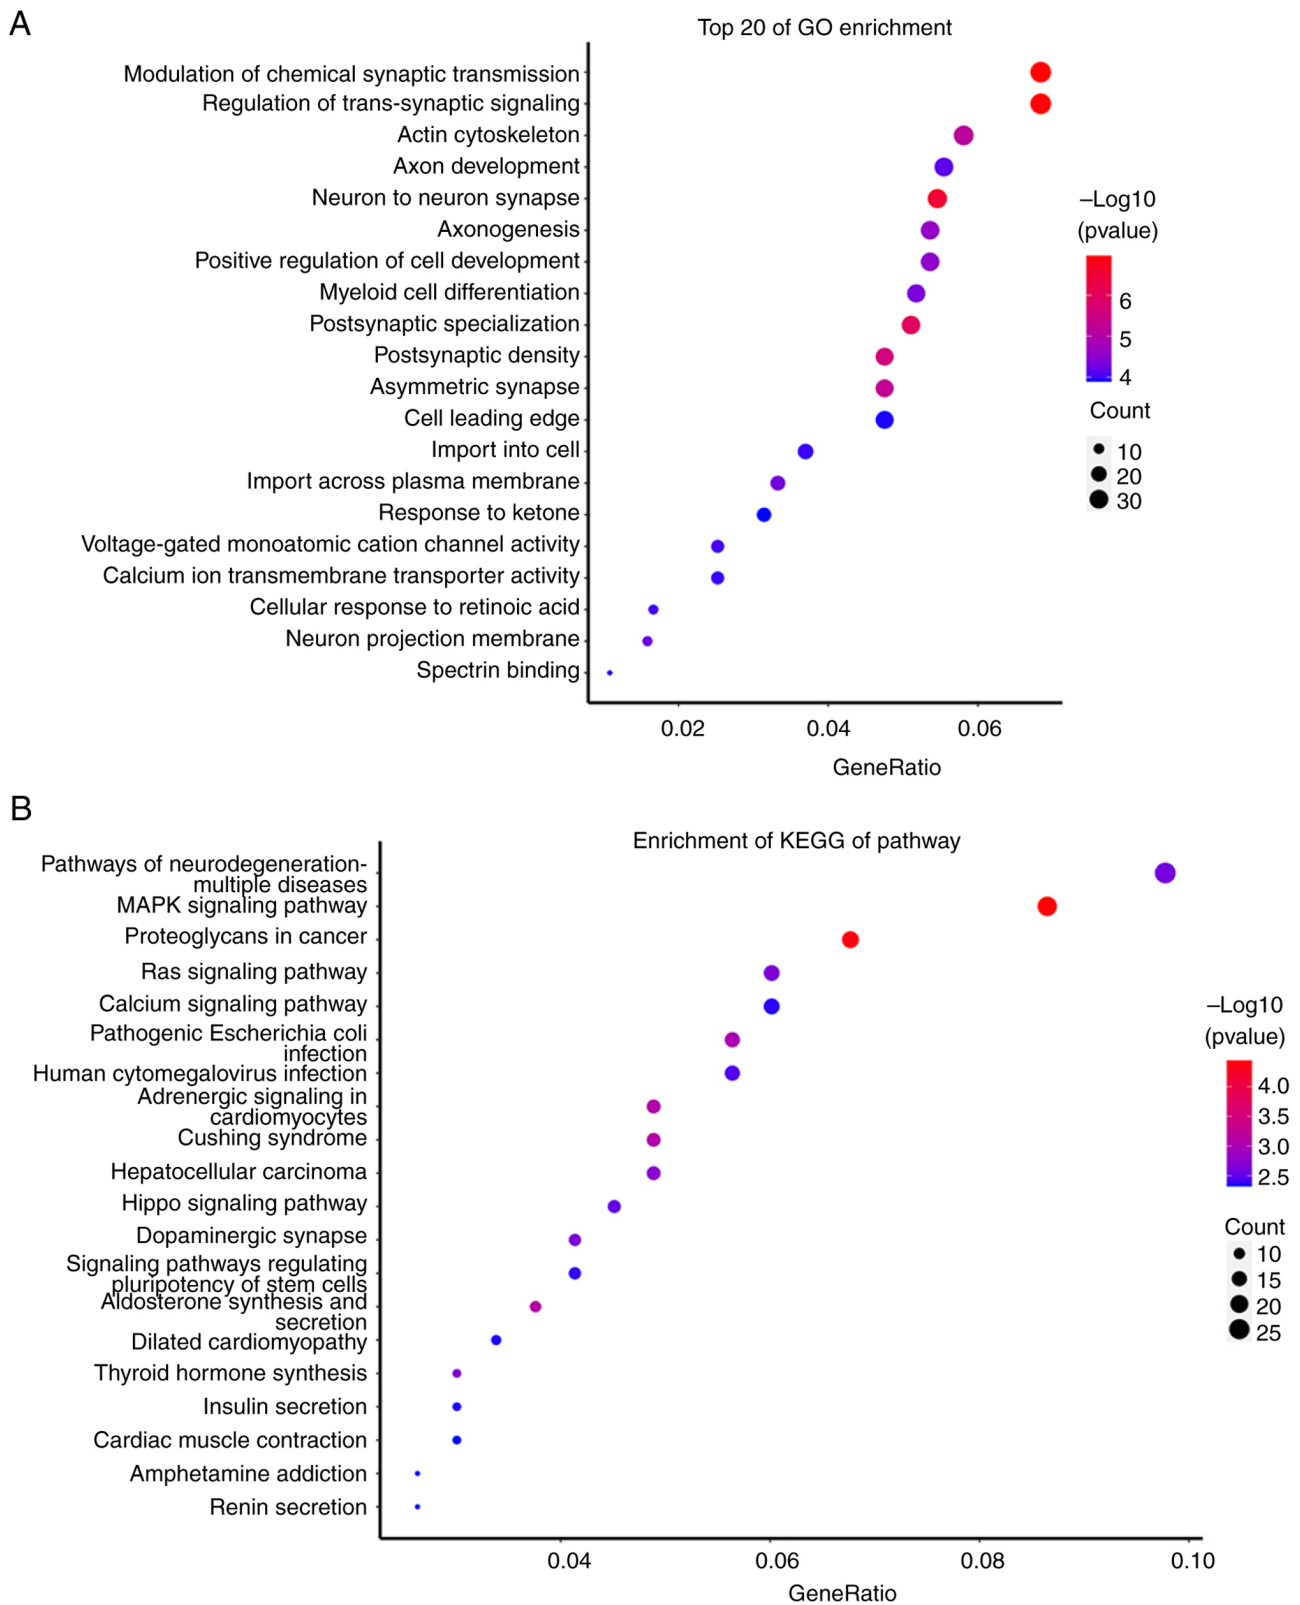 A
Top 20 of GO enrichment
Modulation of chemical synaptic transmission
Regulation of trans-synaptic signaling
Actin cytoskeleton
Axon development
Neuron to neuron synapse
Axonogenesis
Positive regulation of cell development
Myeloid cell differentiation
Postsynaptic specialization
Postsynaptic density
Asymmetric synapse
Cell leading edge
Import into cell
Import across plasma membrane
Response to ketone
Voltage-gated monoatomic cation channel activity
Calcium ion transmembrane transporter activity
Cellular response to retinoic acid
Neuron projection membrane
Spectrin binding
0.02 0.04 0.06
GeneRatio
–Log10
(pvalue)
6
5
4
Count
10
20
30
B
Enrichment of KEGG of pathway
Pathways of neurodegeneration-
multiple diseases
MAPK signaling pathway
Proteoglycans in cancer
Ras signaling pathway
Calcium signaling pathway
Pathogenic Escherichia coli
infection
Human cytomegalovirus infection
Adrenergic signaling in
cardiomyocytes
Cushing syndrome
Hepatocellular carcinoma
Hippo signaling pathway
Dopaminergic synapse
Signaling pathways regulating
pluripotency of stem cells
Aldosterone synthesis and
secretion
Dilated cardiomyopathy
Thyroid hormone synthesis
Insulin secretion
Cardiac muscle contraction
Amphetamine addiction
Renin secretion
0.04 0.06 0.08 0.10
GeneRatio
–Log10
(pvalue)
4.0
3.5
3.0
2.5
Count
10
15
20
25